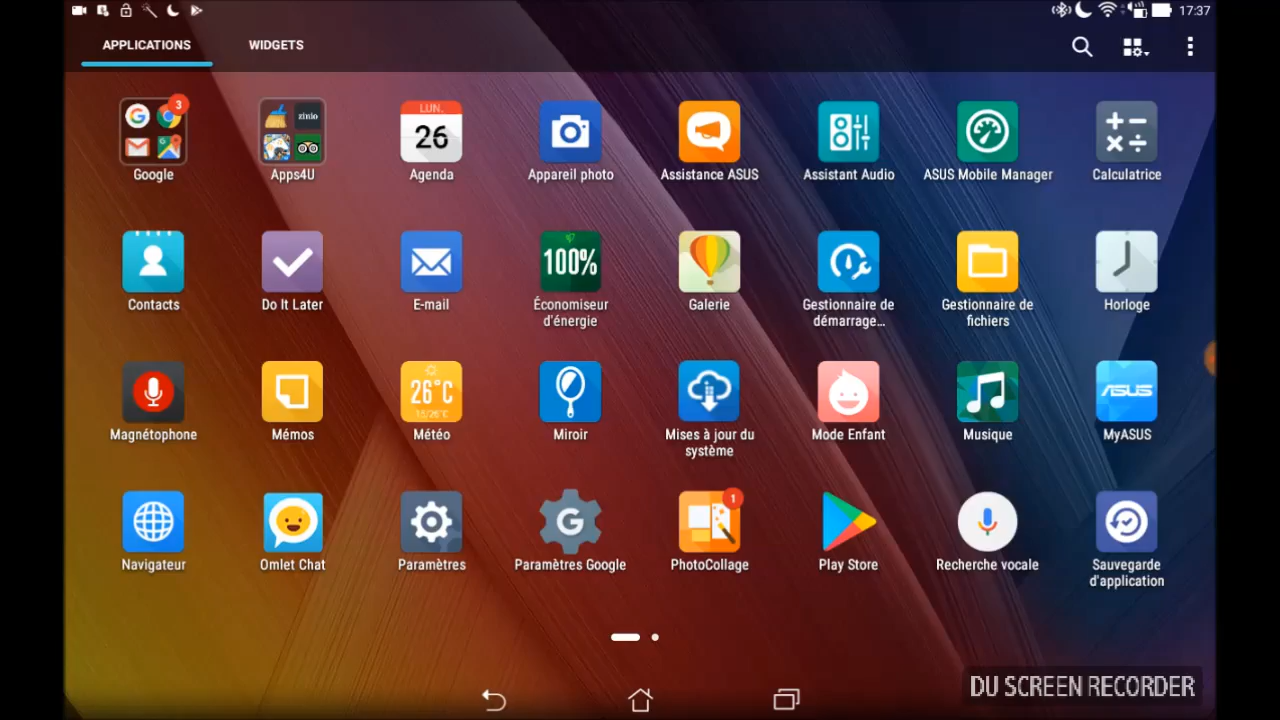 17:37
APPLICATIONS
WIDGETS
3
zinio
LUN.
26
Google
Apps4U
Agenda
Appareil photo
Assistance ASUS
Assistant Audio
ASUS Mobile Manager
Calculatrice
100%
Contacts
Do It Later
E-mail
Économiseur
d'énergie
Galerie
Gestionnaire de
démarrage...
Gestionnaire de
fichiers
Horloge
26°C
ASUS
Magnétophone
Mémos
Météo
Miroir
Mises à jour du
système
Mode Enfant
Musique
MyASUS
G
1
Navigateur
Omlet Chat
Paramètres
Paramètres Google
PhotoCollage
Play Store
Recherche vocale
Sauvegarde
d'application
DU SCREEN RECORDER